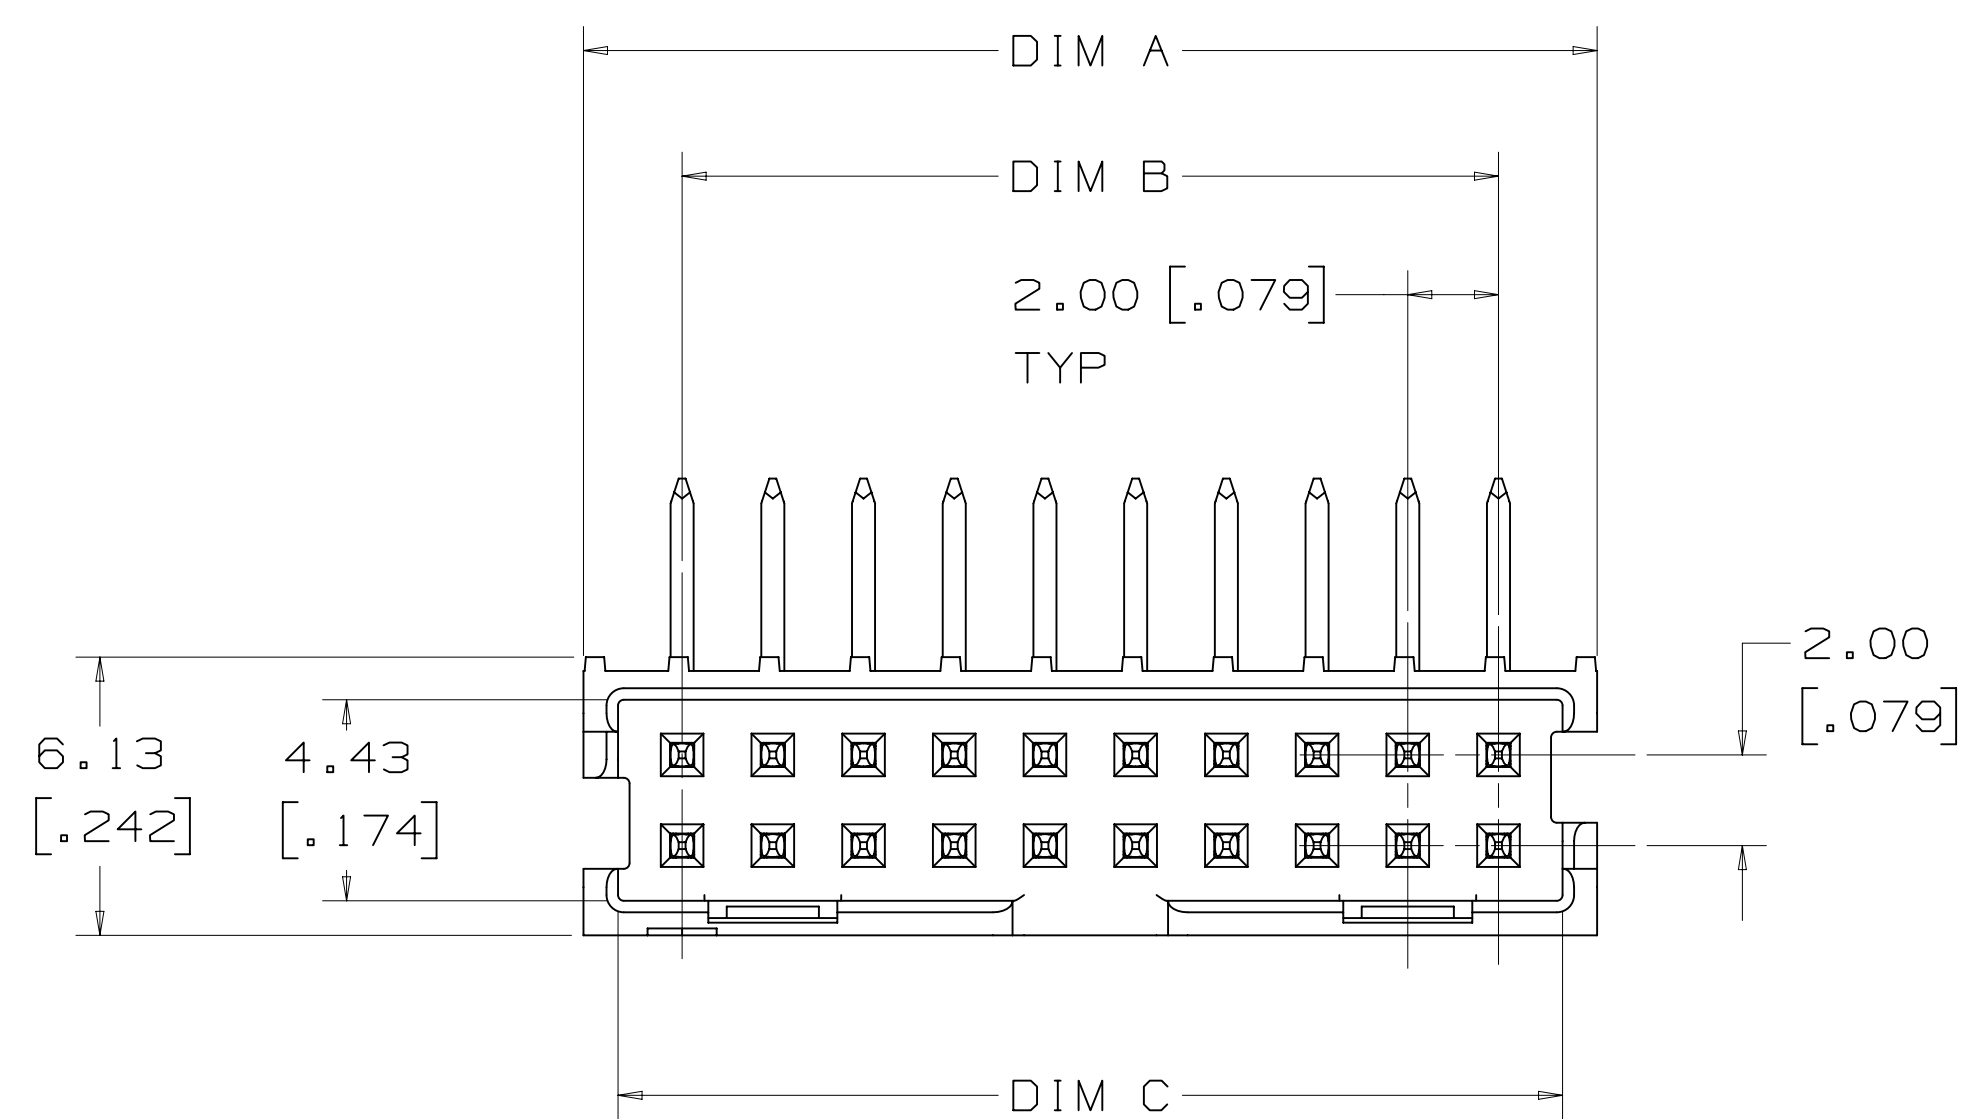 DIM A
DIM B
2.00 [.079]
TYP
2.00
[.079]
6.13
[.242]
4.43
[.174]
DIM C